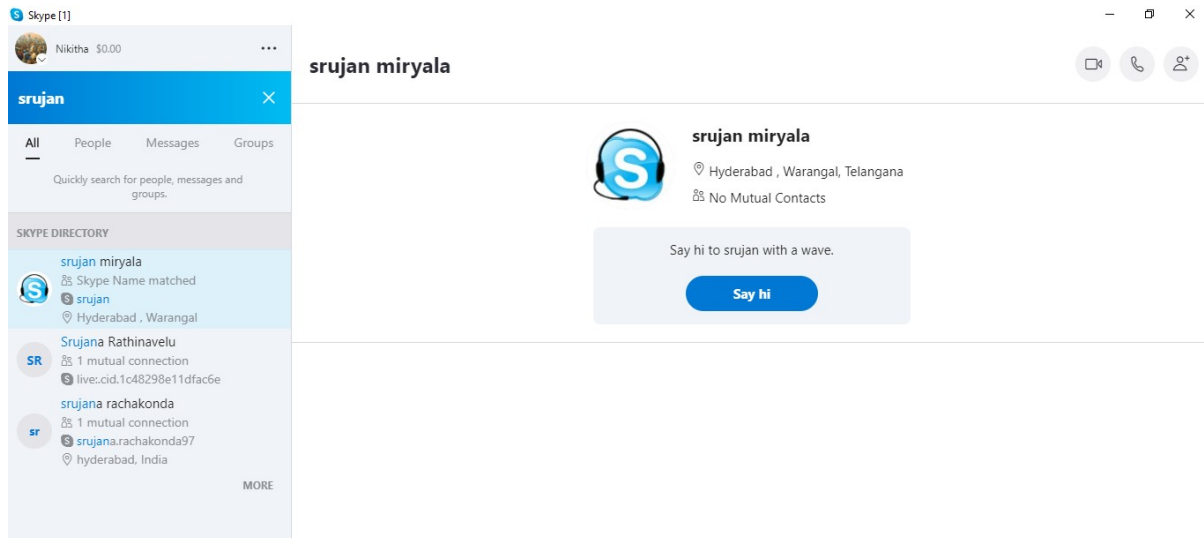 Skype [1]
Nikitha $0.00
srujan
All People Messages Groups
Quickly search for people, messages and
groups.
SKYPE DIRECTORY
srujan miryala
Skype Name matched
srujan
Hyderabad , Warangal
SR
Srujana Rathinavelu
1 mutual connection
live:.cid.1c48298e11dfac6e
sr
srujana rachakonda
1 mutual connection
srujana.rachakonda97
hyderabad, India
MORE
srujan miryala
srujan miryala
Hyderabad , Warangal, Telangana
No Mutual Contacts
Say hi to srujan with a wave.
Say hi